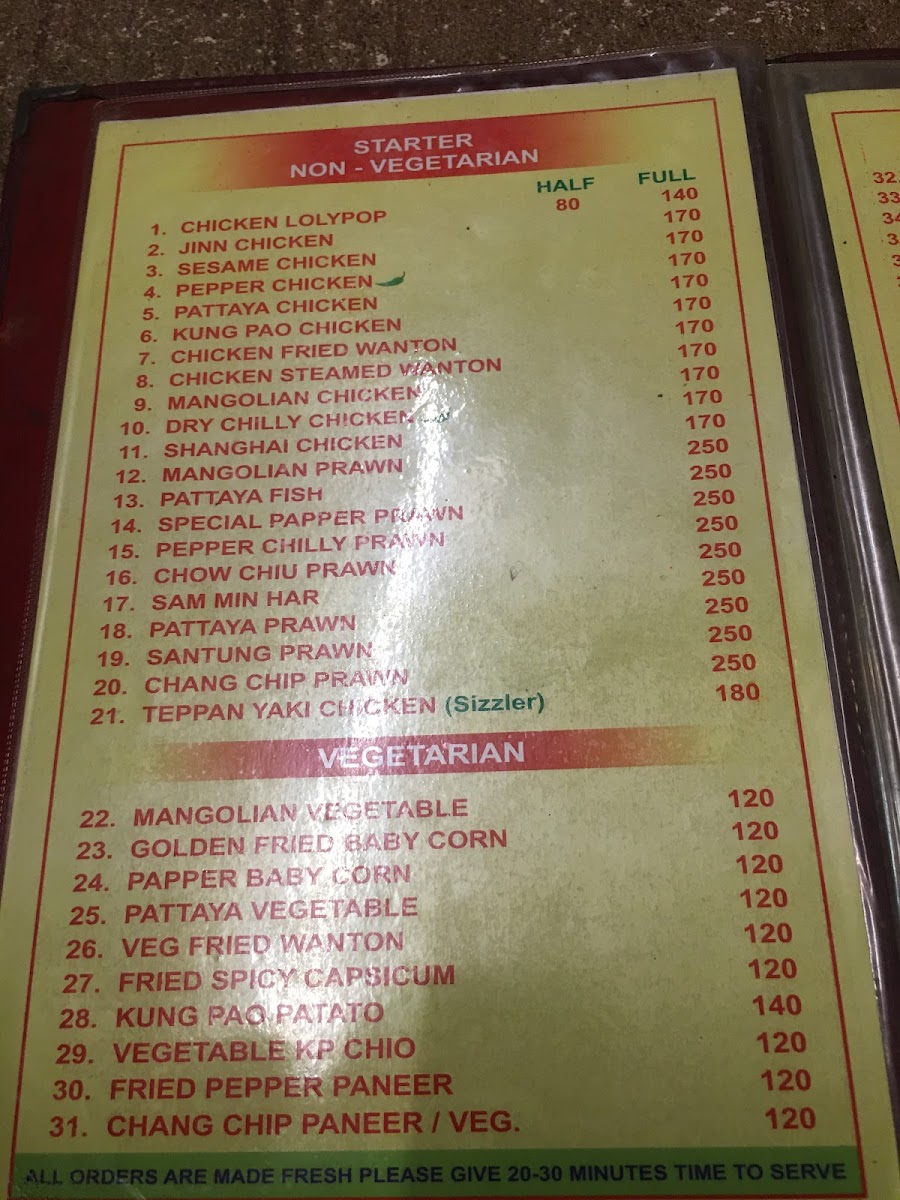 STARTER
NON - VEGETARIAN
HALF FULL
1. CHICKEN LOLYPOP 80 140
2. JINN CHICKEN 170
3. SESAME CHICKEN 170
4. PEPPER CHICKEN 170
5. PATTAYA CHICKEN 170
6. KUNG PAO CHICKEN 170
7. CHICKEN FRIED WANTON 170
8. CHICKEN STEAMED WANTON 170
9. MANGOLIAN CHICKEN 170
10. DRY CHILLY CHICKEN 170
11. SHANGHAI CHICKEN 170
12. MANGOLIAN PRAWN 250
13. PATTAYA FISH 250
14. SPECIAL PAPPER PRAWN 250
15. PEPPER CHILLY PRAWN 250
16. CHOW CHIU PRAWN 250
17. SAM MIN HAR 250
18. PATTAYA PRAWN 250
19. SANTUNG PRAWN 250
20. CHANG CHIP PRAWN 250
21. TEPPAN YAKI CHICKEN (Sizzler) 180
VEGETARIAN
22. MANGOLIAN VEGETABLE 120
23. GOLDEN FRIED BABY CORN 120
24. PAPPER BABY CORN 120
25. PATTAYA VEGETABLE 120
26. VEG FRIED WANTON 120
27. FRIED SPICY CAPSICUM 120
28. KUNG PAO PATATO 140
29. VEGETABLE KP CHIO 120
30. FRIED PEPPER PANEER 120
31. CHANG CHIP PANEER / VEG. 120
ALL ORDERS ARE MADE FRESH PLEASE GIVE 20-30 MINUTES TIME TO SERVE
32.
33
34